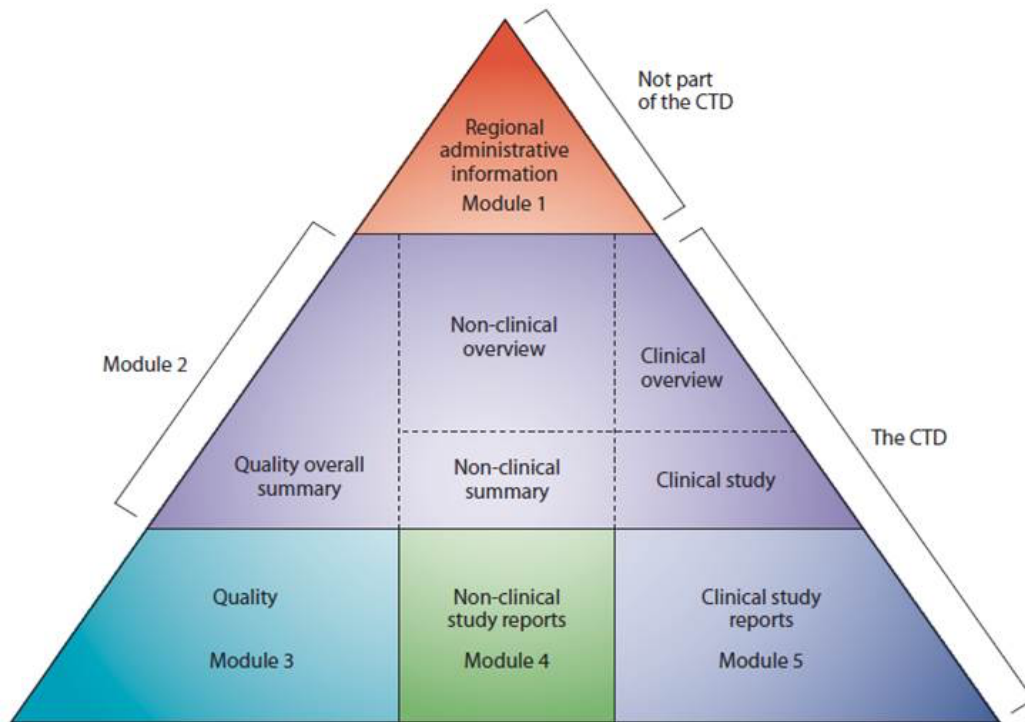 Not part
of the CTD
Regional
administrative
information
Module 1
Module 2
Non-clinical
overview
Clinical
overview
The CTD
Quality overall
summary
Non-clinical
summary
Clinical study
Quality
Module 3
Non-clinical
study reports
Module 4
Clinical study
reports
Module 5